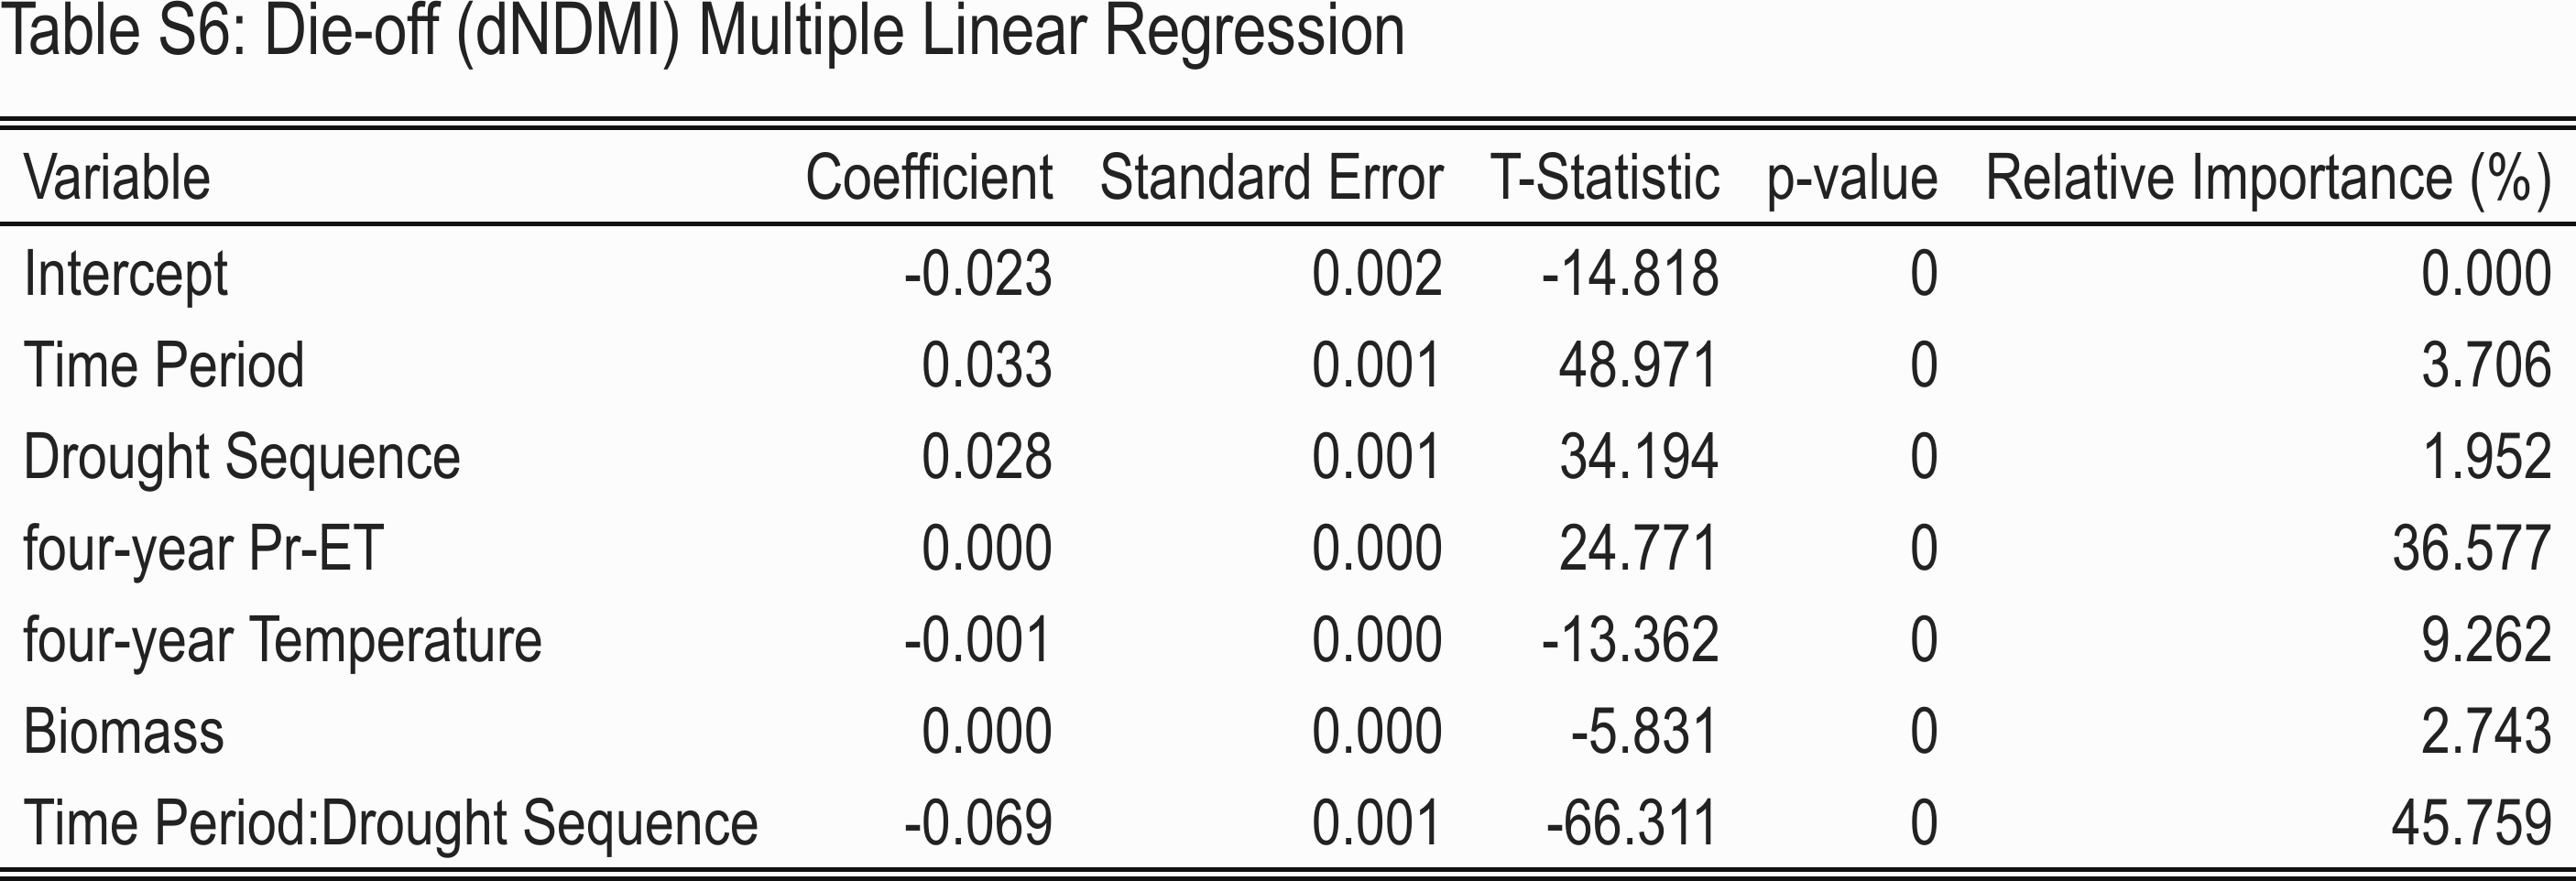 Table S6: Die-off (dNDMI) Multiple Linear Regression
Variable Coefficient Standard Error T-Statistic p-value Relative Importance (%)
Intercept -0.023 0.002 -14.818 0 0.000
Time Period 0.033 0.001 48.971 0 3.706
Drought Sequence 0.028 0.001 34.194 0 1.952
four-year Pr-ET 0.000 0.000 24.771 0 36.577
four-year Temperature -0.001 0.000 -13.362 0 9.262
Biomass 0.000 0.000 -5.831 0 2.743
Time Period:Drought Sequence -0.069 0.001 -66.311 0 45.759